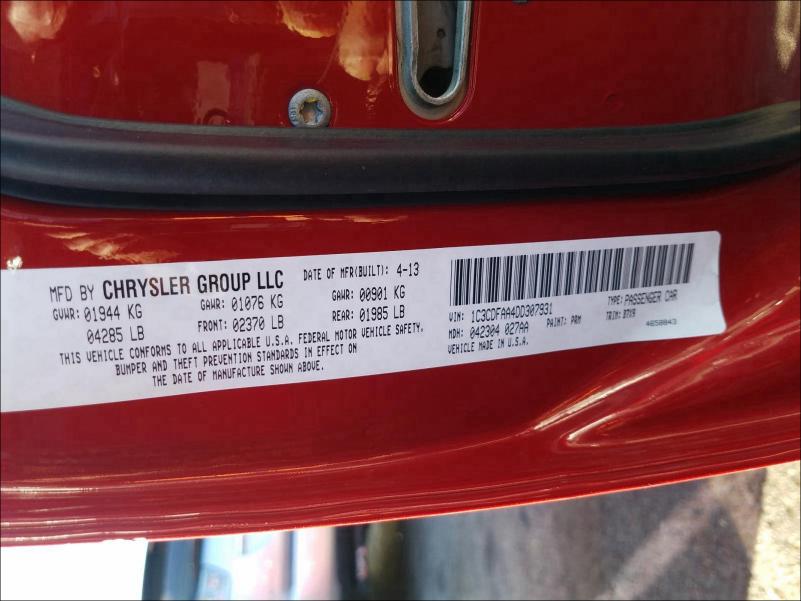 MFD BY CHRYSLER GROUP LLC DATE OF MFR(BUILT): 4-13
GVWR: 01944 KG GAWR: 01076 KG GAWR: 00901 KG
04285 LB FRONT: 02370 LB REAR: 01985 LB
THIS VEHICLE CONFORMS TO ALL APPLICABLE U.S.A. FEDERAL MOTOR VEHICLE SAFETY,
BUMPER AND THEFT PREVENTION STANDARDS IN EFFECT ON
THE DATE OF MANUFACTURE SHOWN ABOVE.
VIN: 1C3CDFAA4DD307931 TYPE: PASSENGER CAR
MDH: 042304 027AA PAINT: PRM TRIM: B7X9
VEHICLE MADE IN U.S.A. 4658843